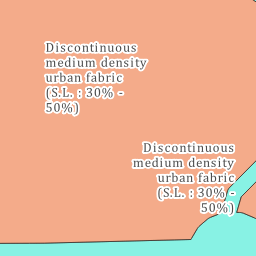 Discontinuous
medium density
urban fabric
(S.L. : 30% -
50%)
Discontinuous
medium density
urban fabric
(S.L. : 30% -
50%)